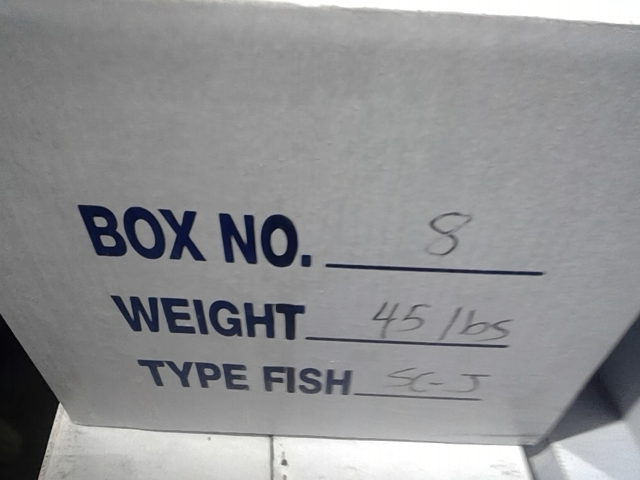 BOX NO. 8
WEIGHT 45 lbs
TYPE FISH SC-J